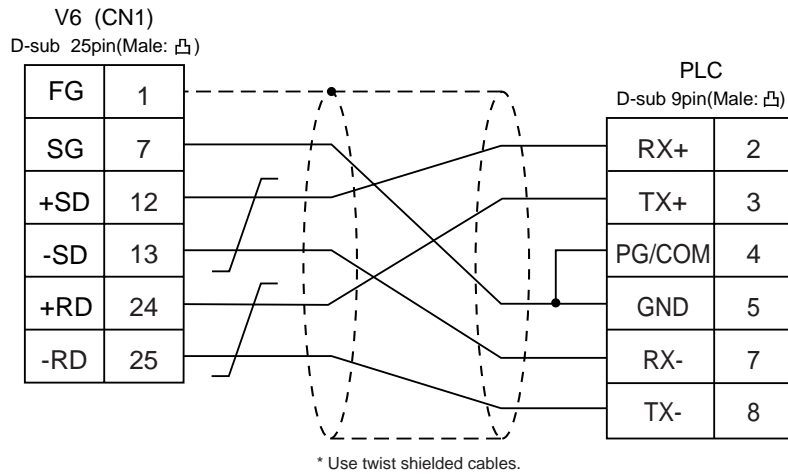 V6 (CN1)
D-sub 25pin(Male: 凸)
FG 1
SG 7
+SD 12
-SD 13
+RD 24
-RD 25
PLC
D-sub 9pin(Male: 凸)
RX+ 2
TX+ 3
PG/COM 4
GND 5
RX- 7
TX- 8
* Use twist shielded cables.